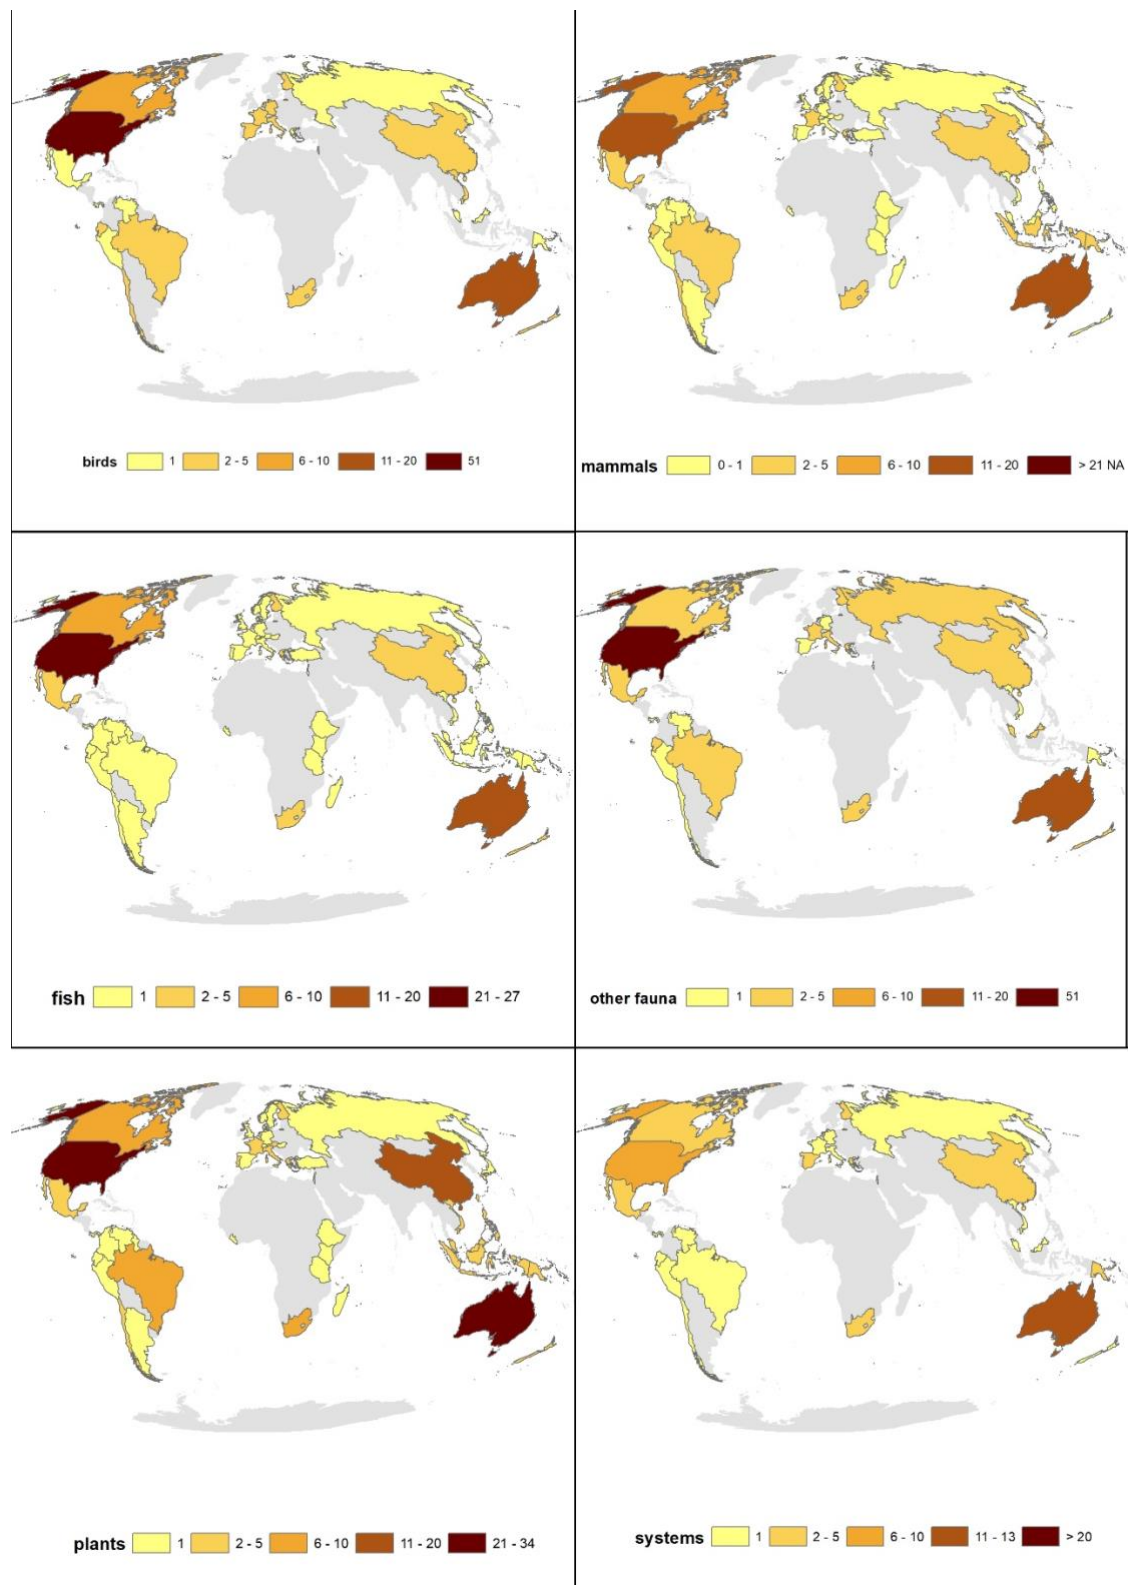 birds 1 2 - 5 6 - 10 11 - 20 51
mammals 0 - 1 2 - 5 6 - 10 11 - 20 > 21 NA
fish 1 2 - 5 6 - 10 11 - 20 21 - 27
other fauna 1 2 - 5 6 - 10 11 - 20 51
plants 1 2 - 5 6 - 10 11 - 20 21 - 34
systems 1 2 - 5 6 - 10 11 - 13 > 20